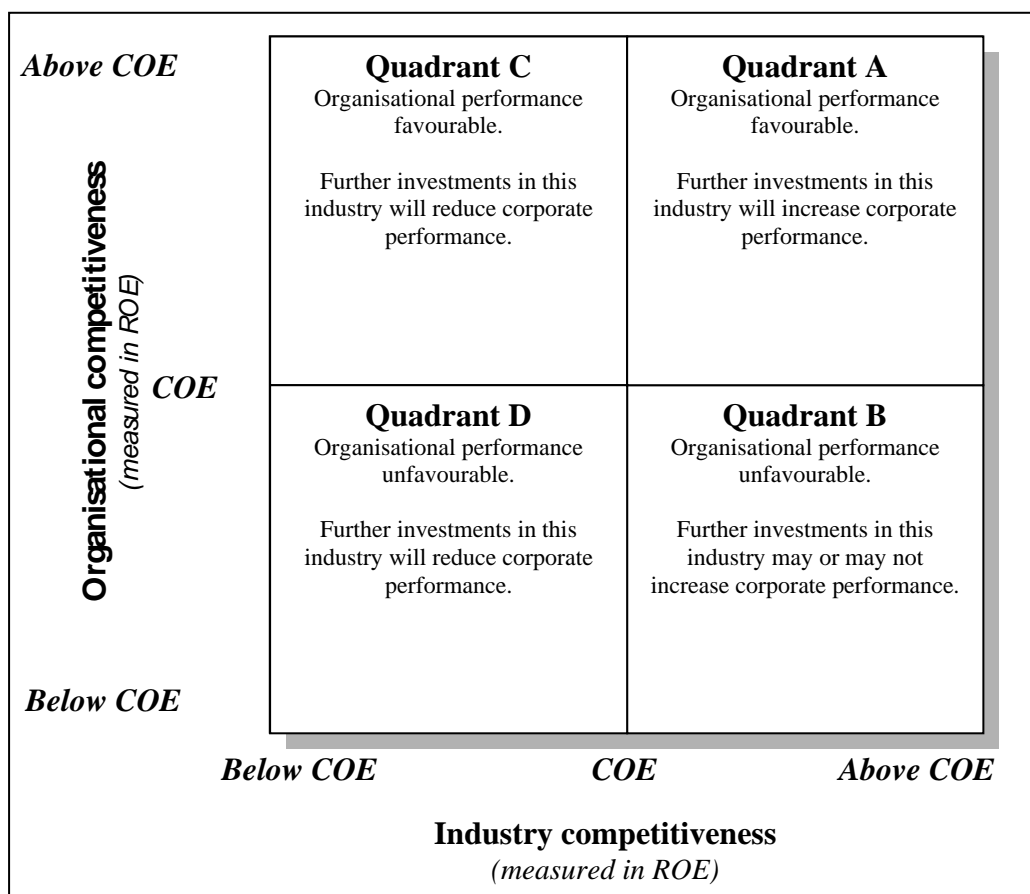 Above COE
Quadrant C
Organisational performance
favourable.
Further investments in this
industry will reduce corporate
performance.
Quadrant A
Organisational performance
favourable.
Further investments in this
industry will increase corporate
performance.
Organisational competitiveness
(measured in ROE)
COE
Quadrant D
Organisational performance
unfavourable.
Further investments in this
industry will reduce corporate
performance.
Quadrant B
Organisational performance
unfavourable.
Further investments in this
industry may or may not
increase corporate performance.
Below COE
Below COE
COE
Above COE
Industry competitiveness
(measured in ROE)